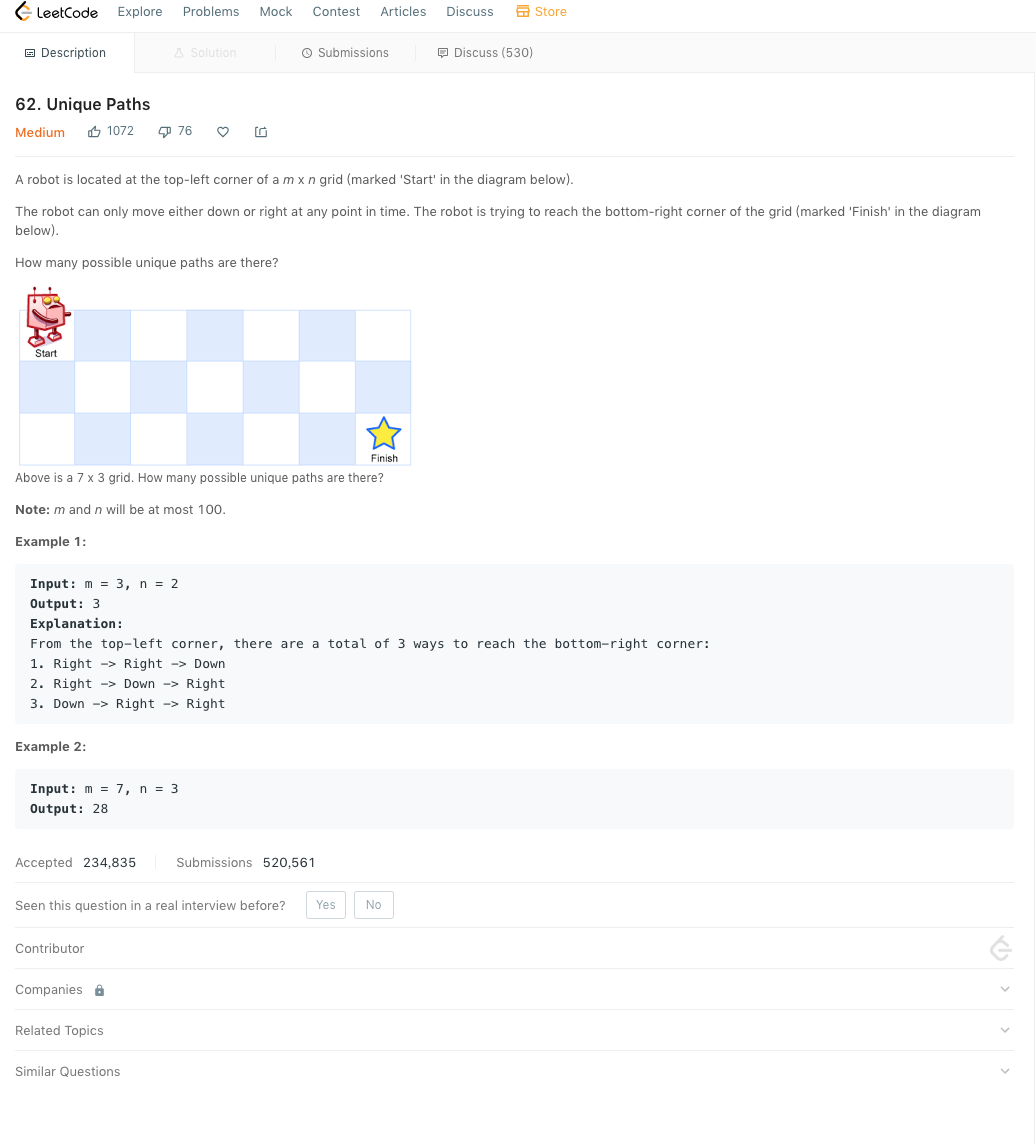 LeetCode Explore Problems Mock Contest Articles Discuss Store
Description Solution Submissions Discuss (530)
62. Unique Paths
Medium 1072 76
A robot is located at the top-left corner of a m x n grid (marked 'Start' in the diagram below).
The robot can only move either down or right at any point in time. The robot is trying to reach the bottom-right corner of the grid (marked 'Finish' in the diagram
below).
How many possible unique paths are there?
Start
Finish
Above is a 7 x 3 grid. How many possible unique paths are there?
Note: m and n will be at most 100.
Example 1:
Input: m = 3, n = 2
Output: 3
Explanation:
From the top-left corner, there are a total of 3 ways to reach the bottom-right corner:
1. Right -> Right -> Down
2. Right -> Down -> Right
3. Down -> Right -> Right
Example 2:
Input: m = 7, n = 3
Output: 28
Accepted 234,835 Submissions 520,561
Seen this question in a real interview before? Yes No
Contributor
Companies
Related Topics
Similar Questions